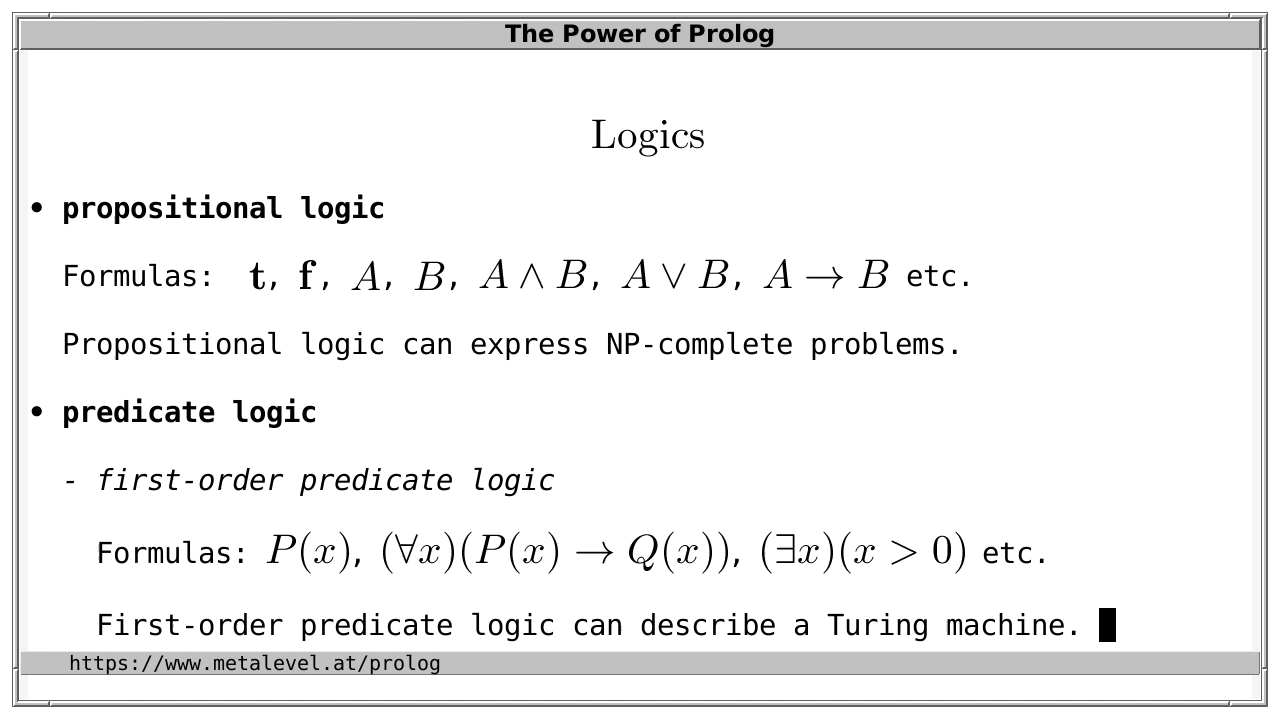 The Power of Prolog
Logics
• propositional logic
Formulas: t, f, A, B, A ∧ B, A ∨ B, A → B etc.
Propositional logic can express NP-complete problems.
• predicate logic
- first-order predicate logic
Formulas: P(x), (∀x)(P(x) → Q(x)), (∃x)(x > 0) etc.
First-order predicate logic can describe a Turing machine.
https://www.metalevel.at/prolog